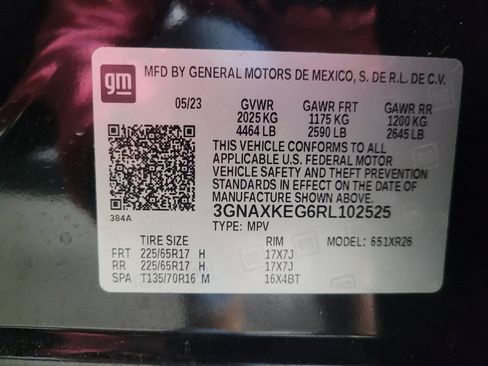 gm
MFD BY GENERAL MOTORS DE MEXICO, S. DE R.L. DE C.V.
05/23 GVWR GAWR FRT GAWR RR
2025 KG 1175 KG 1200 KG
4464 LB 2590 LB 2645 LB
THIS VEHICLE CONFORMS TO ALL
APPLICABLE U.S. FEDERAL MOTOR
VEHICLE SAFETY AND THEFT PREVENTION
STANDARDS IN EFFECT ON THE DATE OF
MANUFACTURE SHOWN ABOVE.
384A
3GNAXKEG6RL102525
TYPE: MPV
TIRE SIZE RIM MODEL: 651XR26
FRT 225/65R17 H 17X7J
RR 225/65R17 H 17X7J
SPA T135/70R16 M 16X4BT